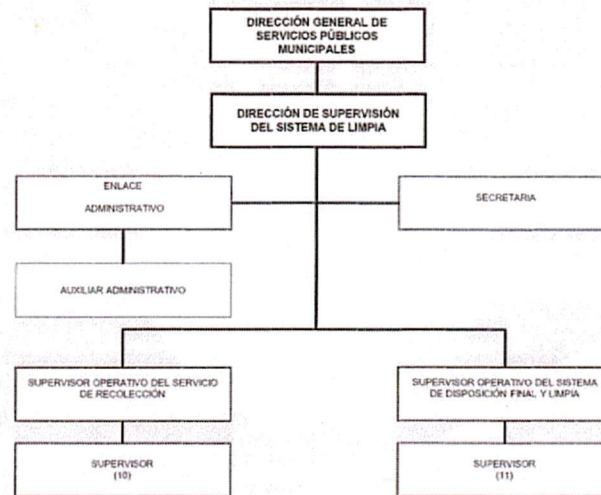 DIRECCIÓN GENERAL DE
SERVICIOS PÚBLICOS
MUNICIPALES
DIRECCIÓN DE SUPERVISIÓN
DEL SISTEMA DE LIMPIA
ENLACE
ADMINISTRATIVO
SECRETARIA
AUXILIAR ADMINISTRATIVO
SUPERVISOR OPERATIVO DEL SERVICIO
DE RECOLECCIÓN
SUPERVISOR OPERATIVO DEL SISTEMA
DE DISPOSICIÓN FINAL Y LIMPIA
SUPERVISOR
(10)
SUPERVISOR
(11)